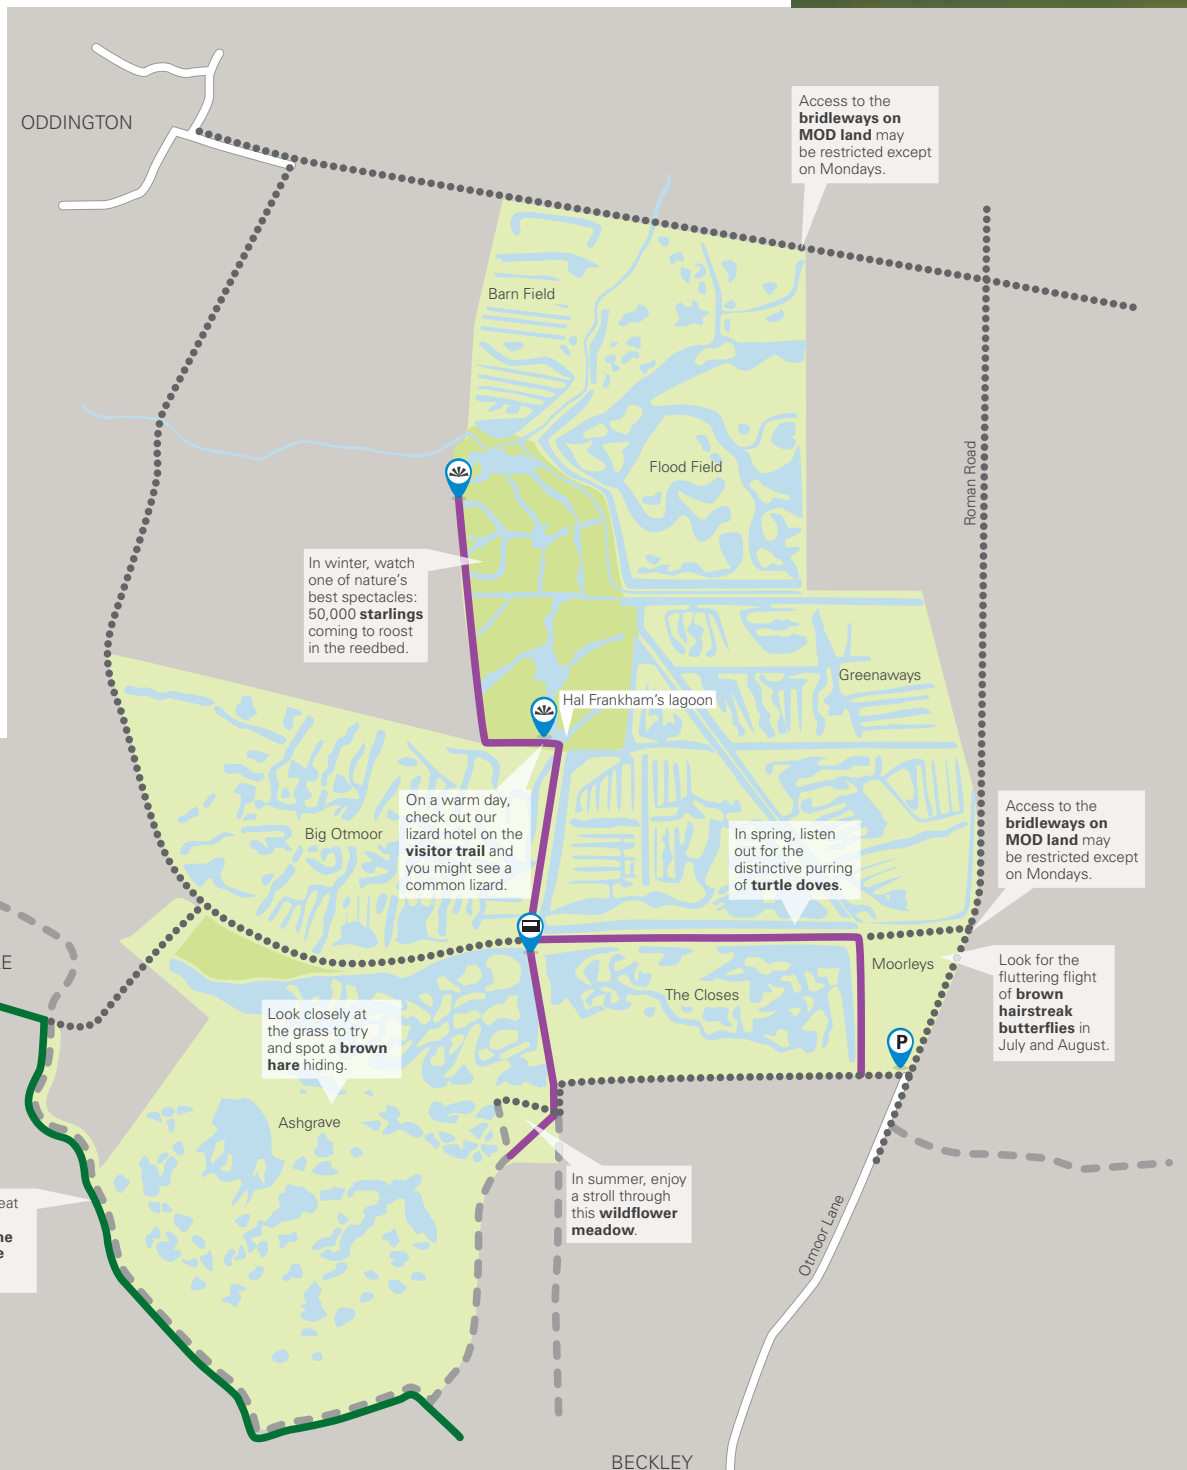 ODDINGTON
Access to the
bridleways on
MOD land may
be restricted except
on Mondays.
Barn Field
Flood Field
Roman Road
In winter, watch
one of nature's
best spectacles:
50,000 starlings
coming to roost
in the reedbed.
Greenaways
Hal Frankham's lagoon
On a warm day,
check out our
lizard hotel on the
visitor trail and
you might see a
common lizard.
Big Otmoor
In spring, listen
out for the
distinctive purring
of turtle doves.
Access to the
bridleways on
MOD land may
be restricted except
on Mondays.
Moorleys
The Closes
Look for the
fluttering flight
of brown
hairstreak
butterflies in
July and August.
P
Look closely at
the grass to try
and spot a brown
hare hiding.
Ashgrave
In summer, enjoy
a stroll through
this wildflower
meadow.
Otmoor Lane
BECKLEY